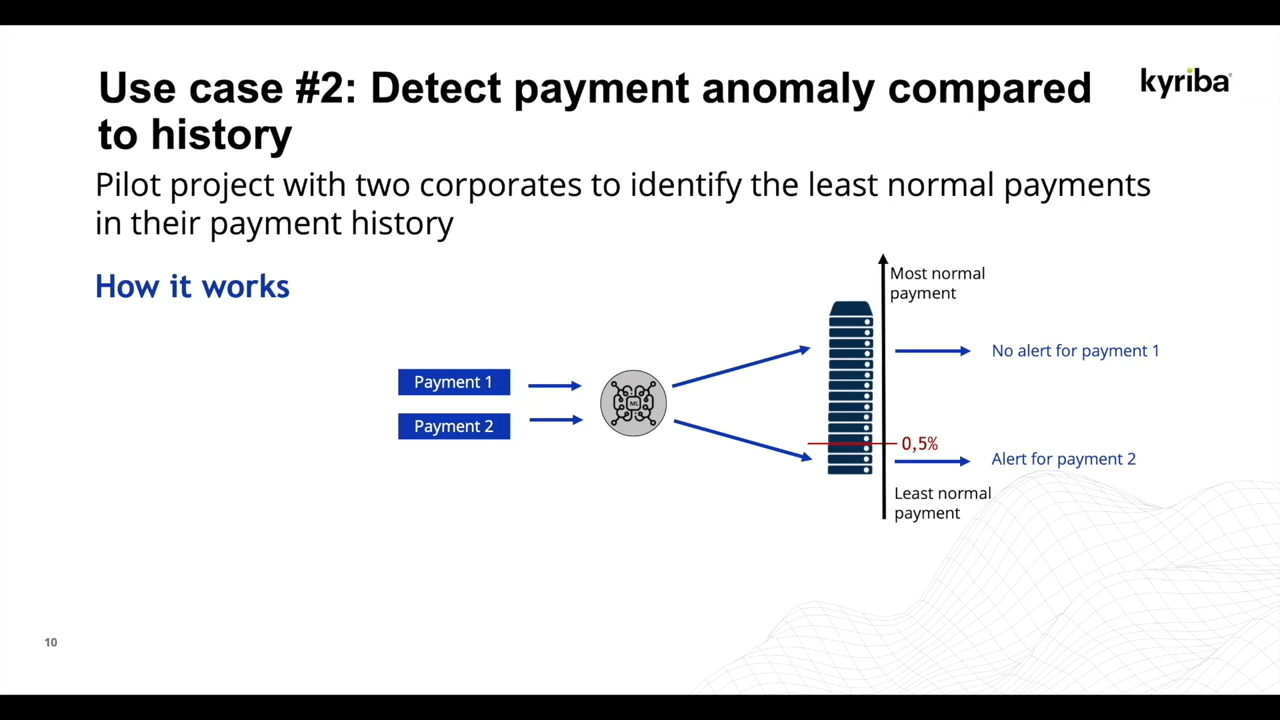 Use case #2: Detect payment anomaly compared
to history
kyriba
Pilot project with two corporates to identify the least normal payments
in their payment history
How it works
Most normal
payment
Payment 1
Payment 2
ML
No alert for payment 1
0,5%
Alert for payment 2
Least normal
payment
10